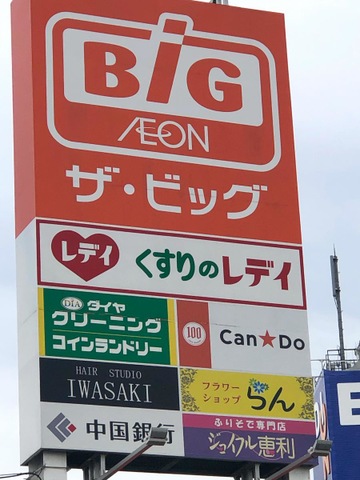 BiG
ÆON
ザ・ビッグ
レデイ
くすりのレデイ
DIA ダイヤ
クリーニング
コインランドリー
100
Can★Do
HAIR STUDIO
IWASAKI
フラワー
ショップ
らん
中国銀行
ふりそで専門店
ジョイフル恵利